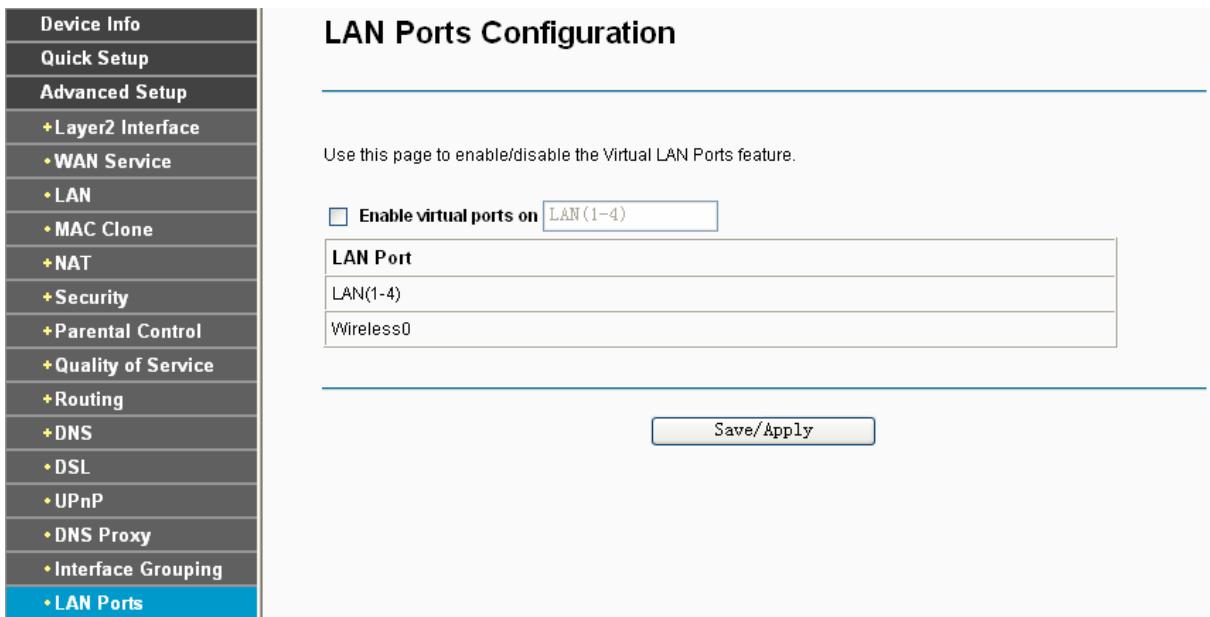 Device Info
Quick Setup
Advanced Setup
+Layer2 Interface
•WAN Service
•LAN
•MAC Clone
+NAT
+Security
+Parental Control
+Quality of Service
+Routing
+DNS
•DSL
•UPnP
•DNS Proxy
•Interface Grouping
•LAN Ports
LAN Ports Configuration
Use this page to enable/disable the Virtual LAN Ports feature.
Enable virtual ports on LAN(1-4)
LAN Port
LAN(1-4)
Wireless0
Save/Apply